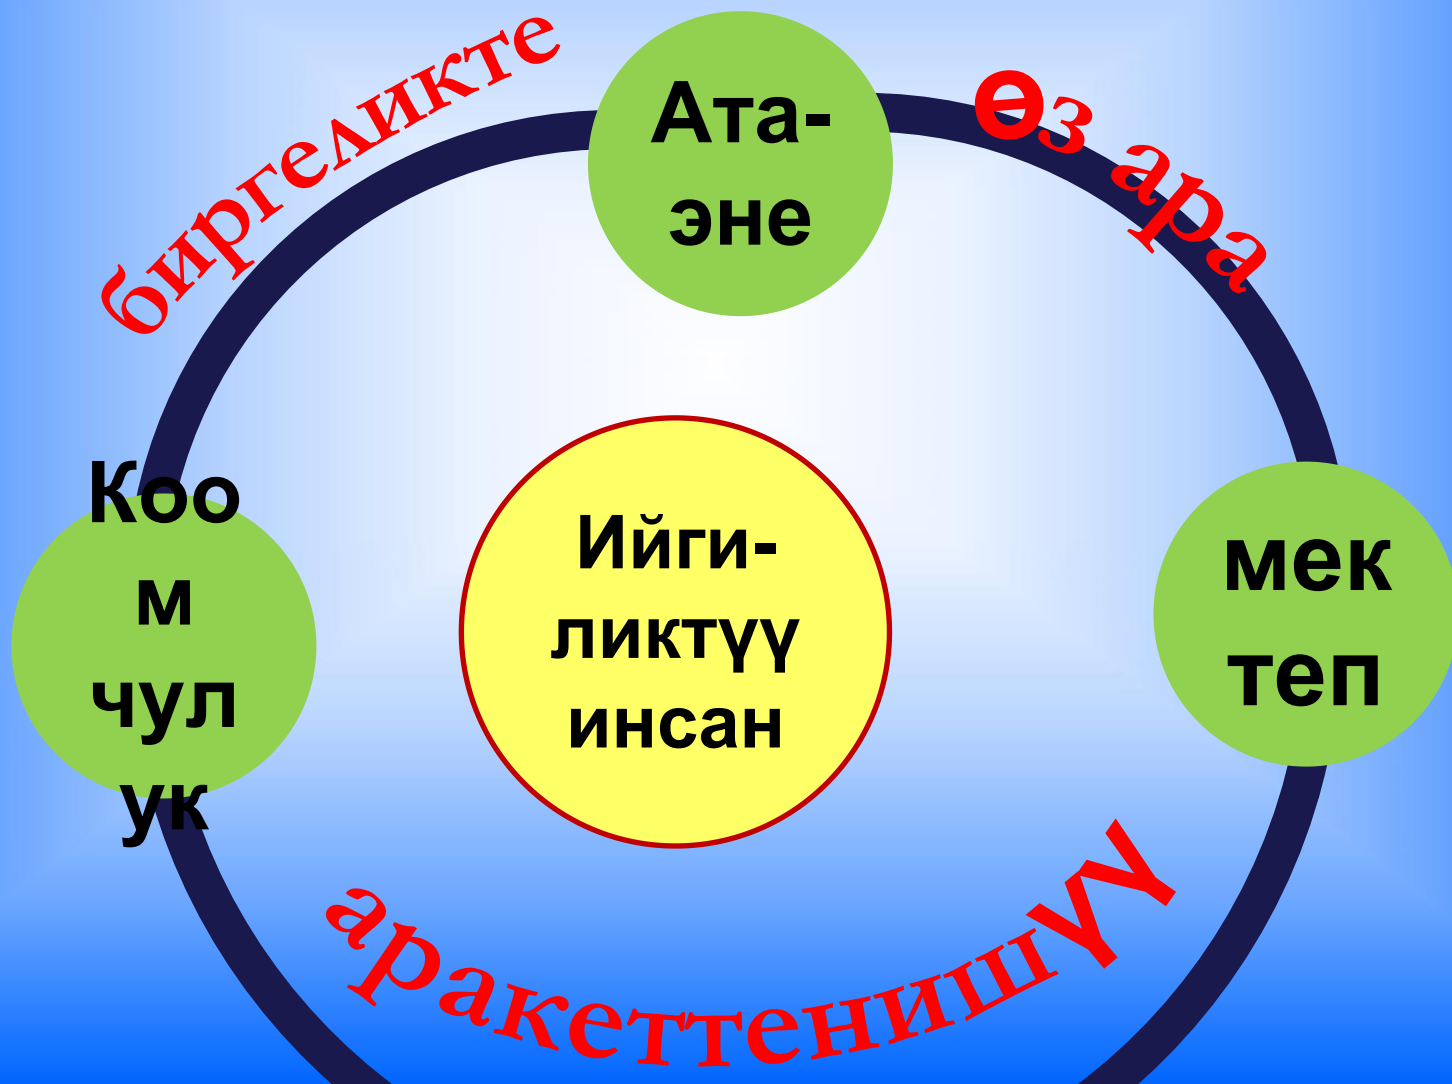 биргеликте
Ата-
эне
өз ара
Коо
м
чул
ук
Ийги-
ликтүү
инсан
мек
теп
аракеттенишүү